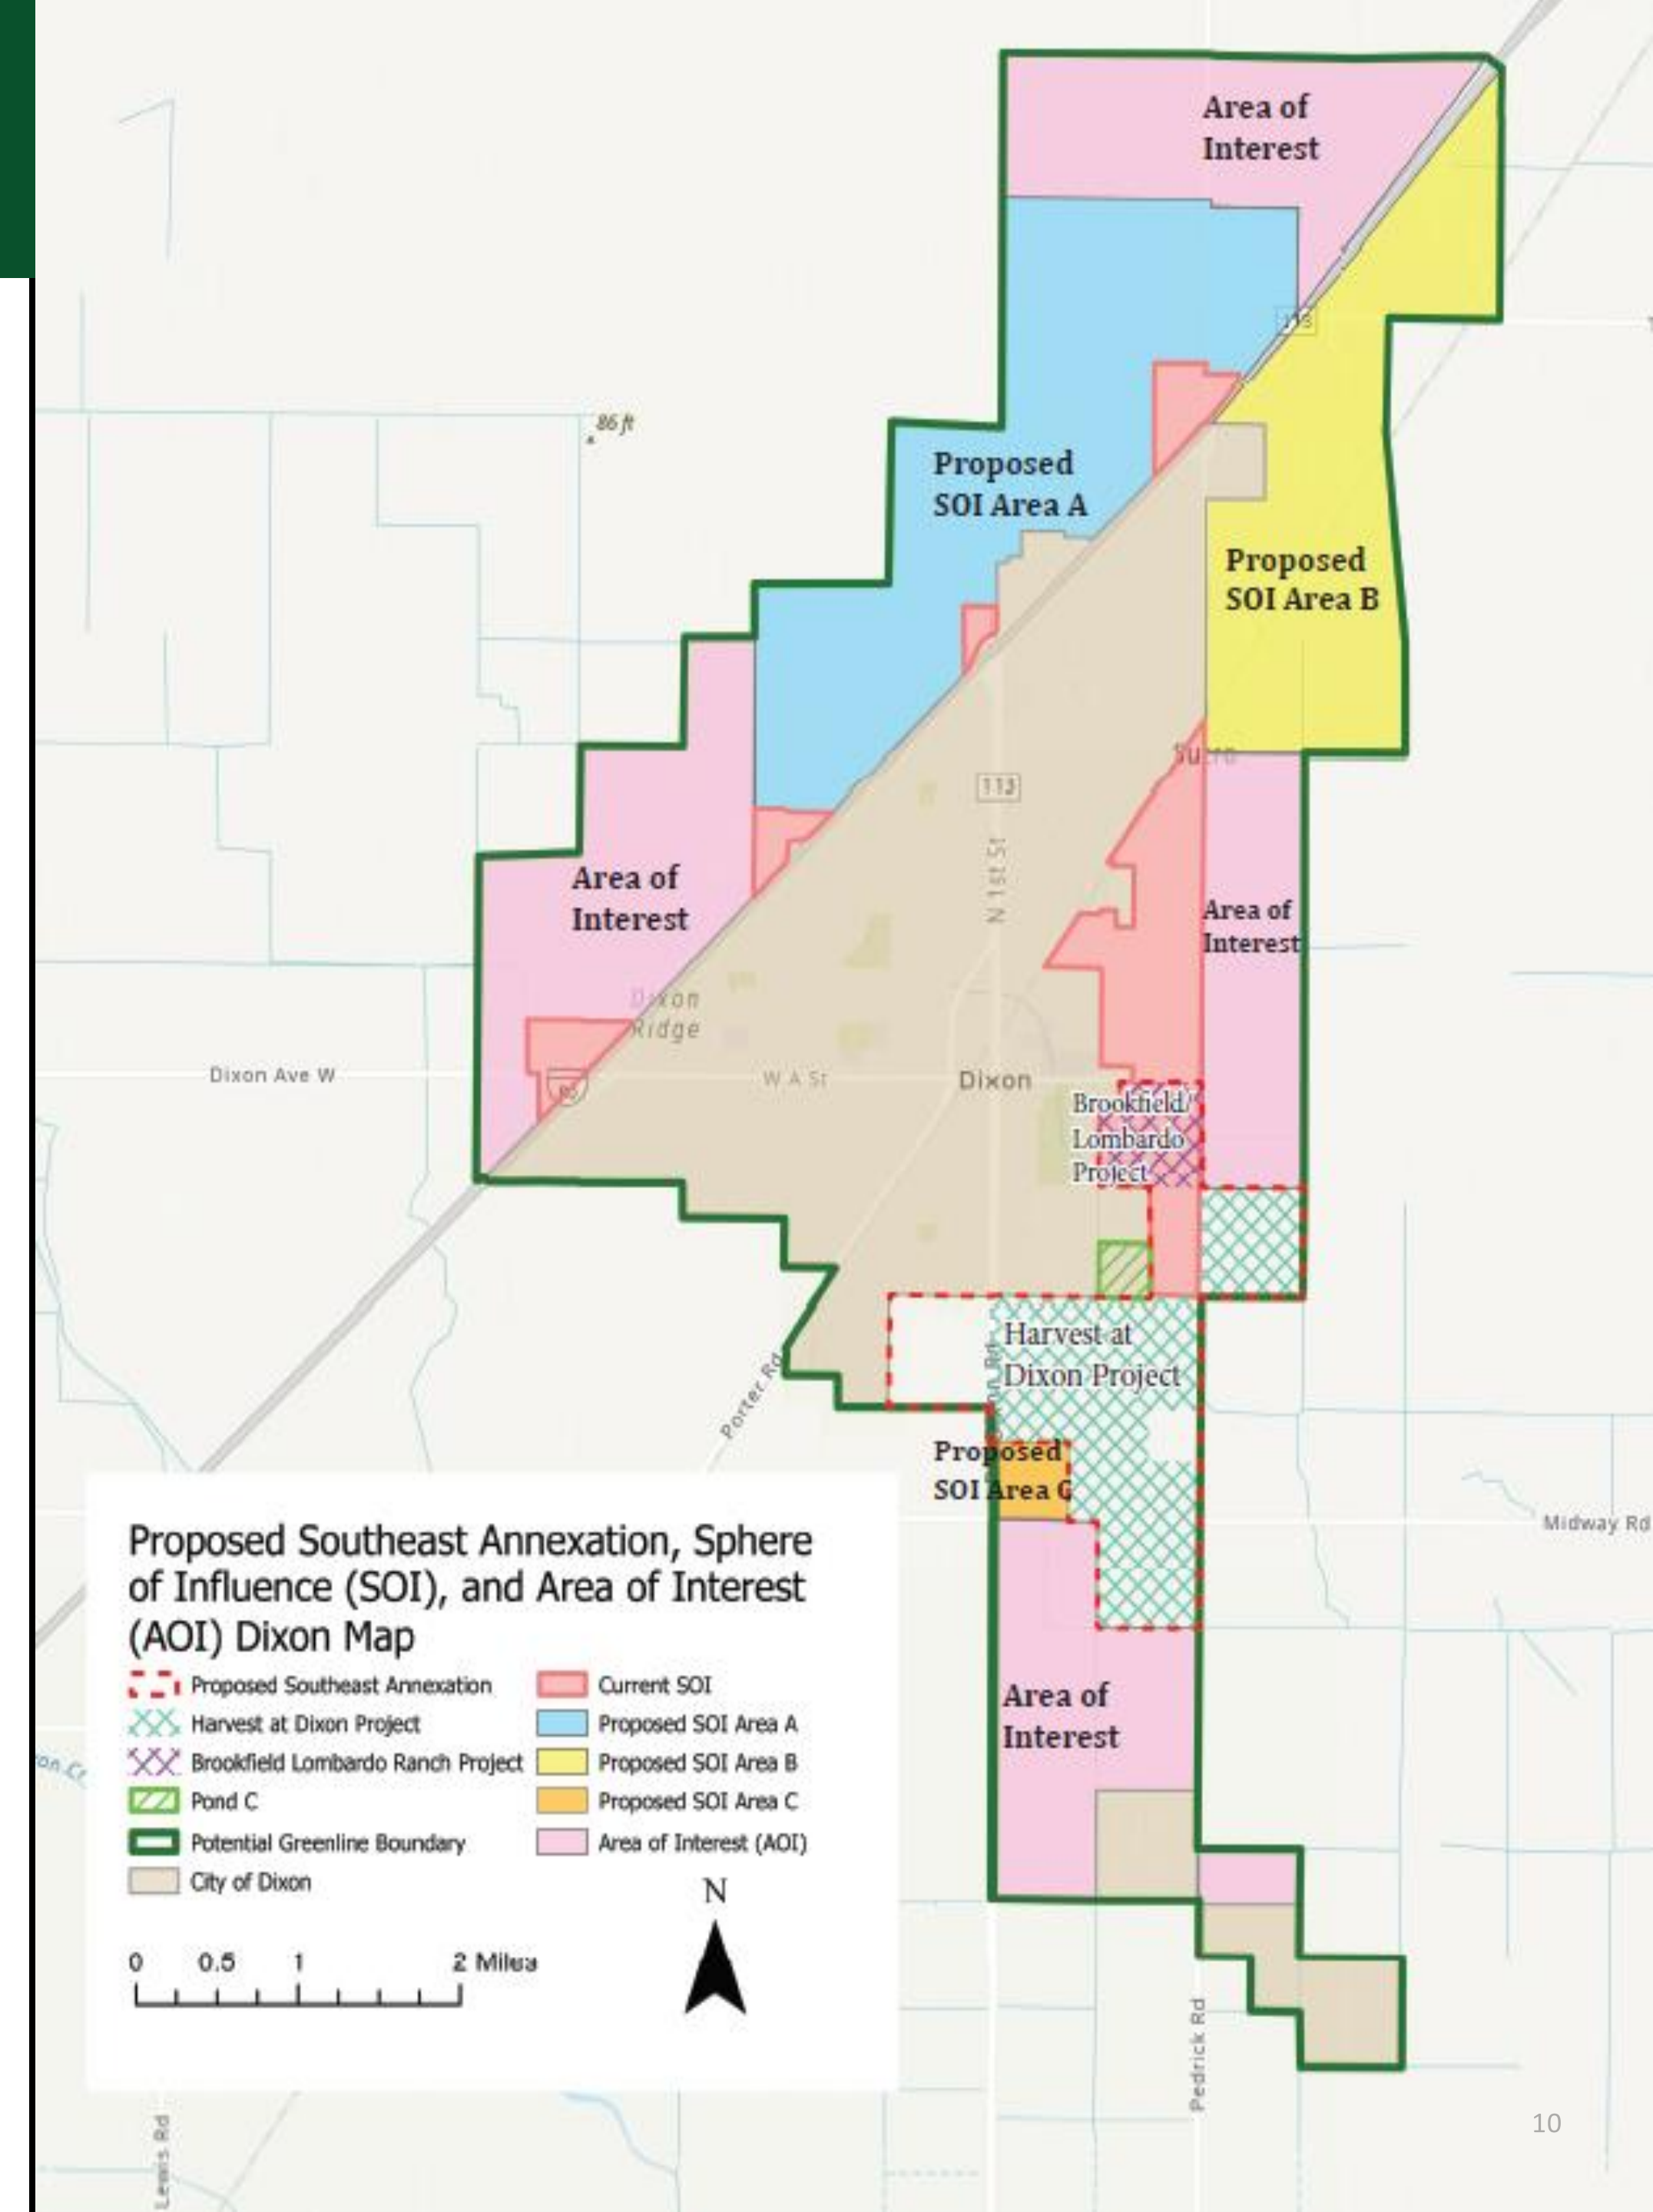 Area of
Interest
113
86 ft
Proposed
SOI Area A
Proposed
SOI Area B
113
N 1st St
Area of
Interest
Area of
Interest
Dixon
Ridge
Dixon Ave W
80
W A St
Dixon
Brookfield/
Lombardo
Project
Harvest at
Dixon Project
Porter Rd
Proposed
SOI Area C
Midway Rd
Area of
Interest
Pedrick Rd
Lewis Rd
Proposed Southeast Annexation, Sphere
of Influence (SOI), and Area of Interest
(AOI) Dixon Map
Proposed Southeast Annexation
Harvest at Dixon Project
Brookfield Lombardo Ranch Project
Pond C
Potential Greenline Boundary
City of Dixon
Current SOI
Proposed SOI Area A
Proposed SOI Area B
Proposed SOI Area C
Area of Interest (AOI)
N
0 0.5 1 2 Miles
10